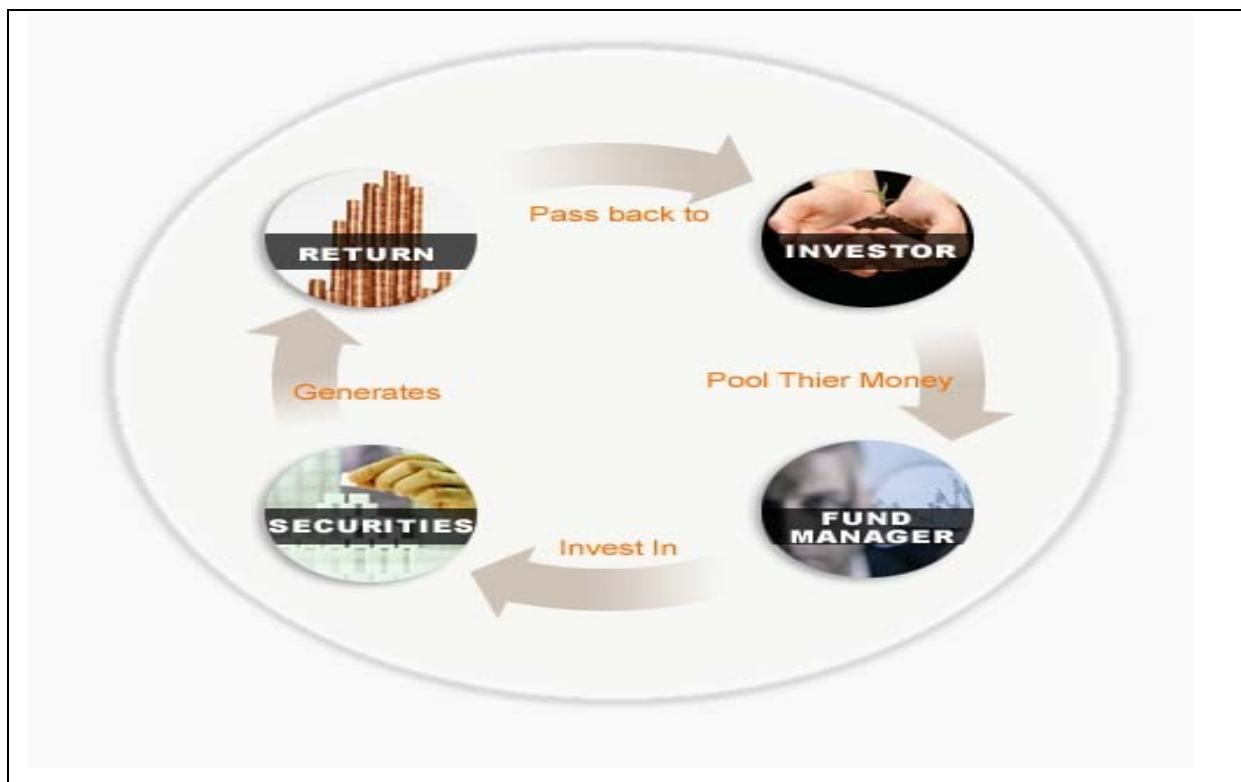 Pass back to
RETURN
INVESTOR
Generates
Pool Thier Money
SECURITIES
FUND
MANAGER
Invest In